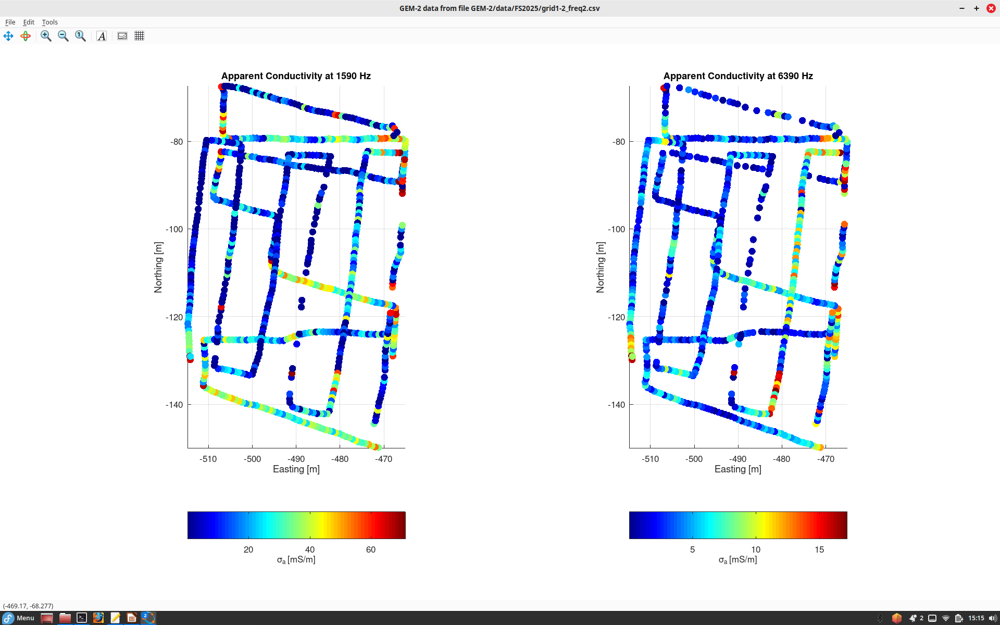 GEM-2 data from file GEM-2/data/FS2025/grid1-2_freq2.csv
File Edit Tools
1 A
Apparent Conductivity at 1590 Hz
-80
-100
-120
-140
Northing [m]
-510 -500 -490 -480 -470
Easting [m]
20 40 60
σa [mS/m]
Apparent Conductivity at 6390 Hz
-80
-100
-120
-140
Northing [m]
-510 -500 -490 -480 -470
Easting [m]
5 10 15
σa [mS/m]
(-469.17, -68.277)
Menu 2 2 15:15